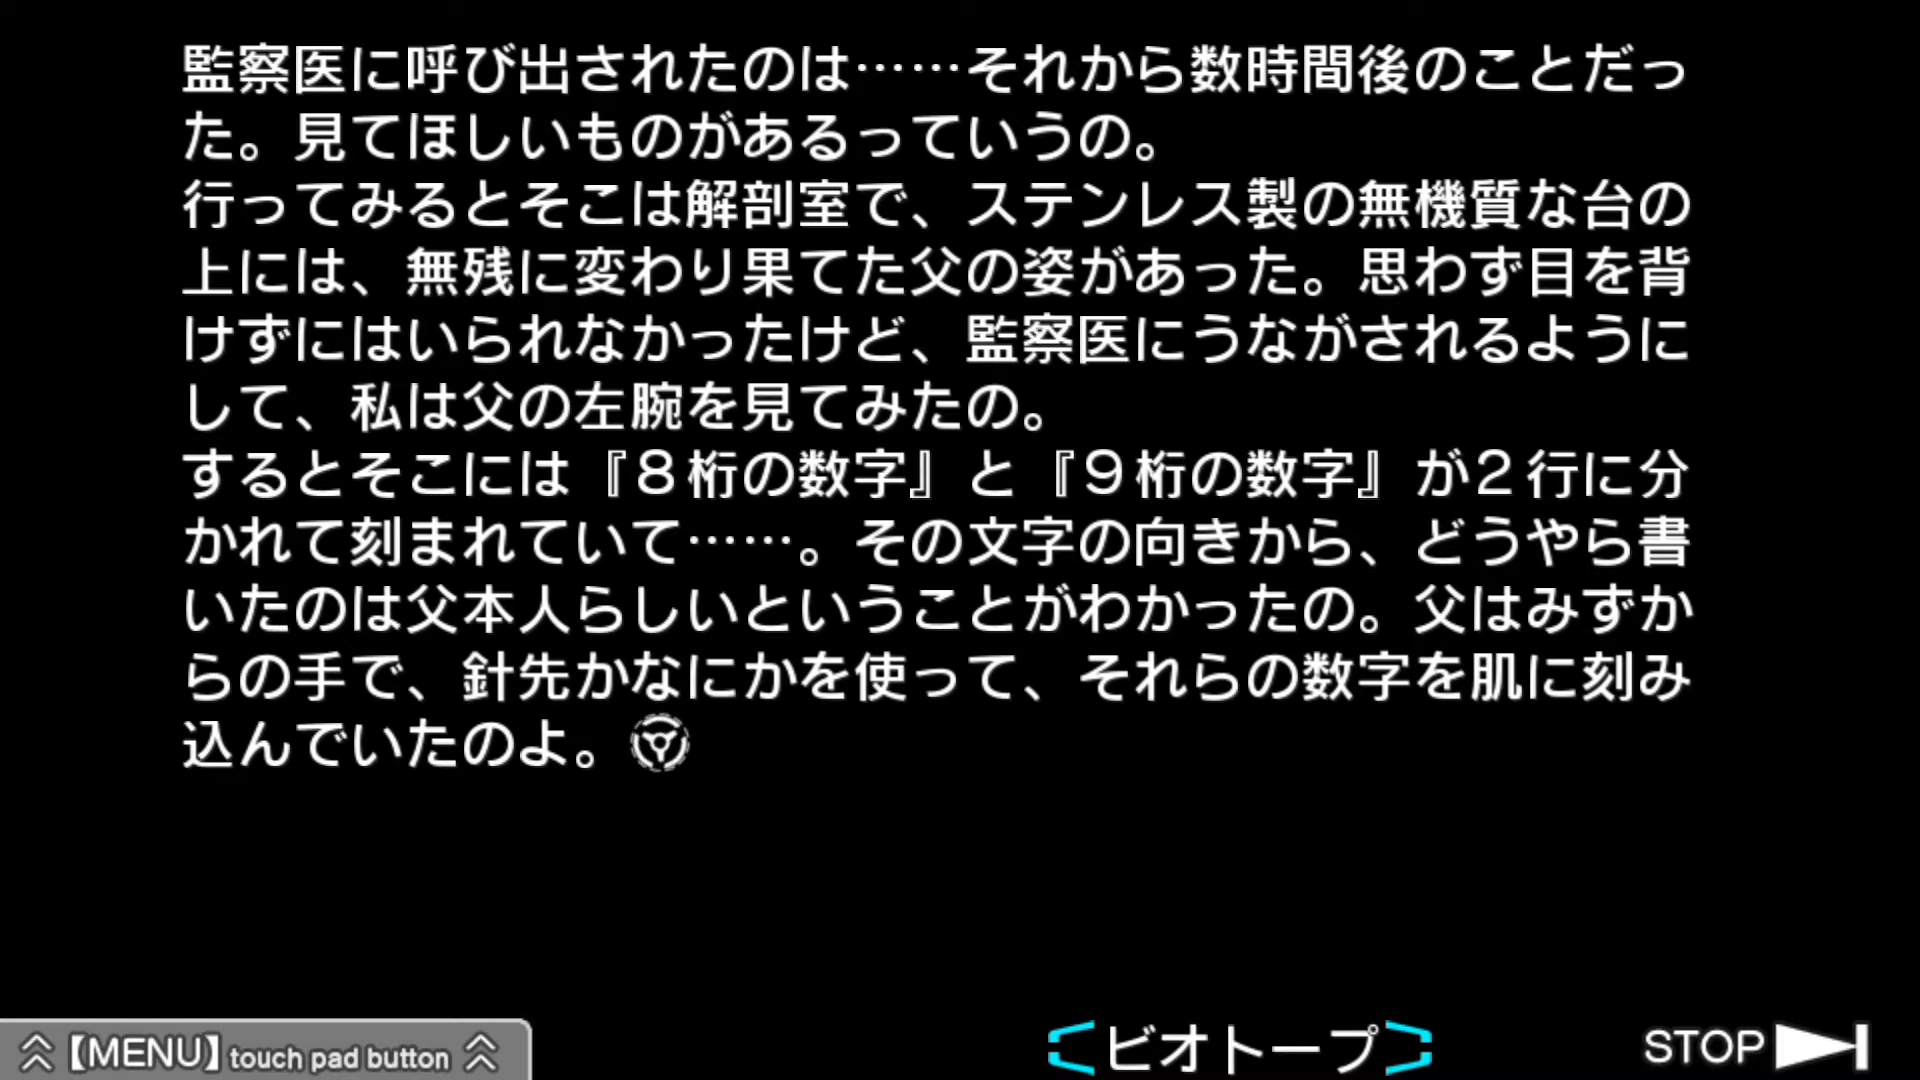 監察医に呼び出されたのは……それから数時間後のことだっ
た。見てほしいものがあるっていうの。
行ってみるとそこは解剖室で、ステンレス製の無機質な台の
上には、無残に変わり果てた父の姿があった。思わず目を背
けずにはいられなかったけど、監察医にうながされるように
して、私は父の左腕を見てみたの。
するとそこには『８桁の数字』と『９桁の数字』が２行に分
かれて刻まれていて……。その文字の向きから、どうやら書
いたのは父本人らしいということがわかったの。父はみずか
らの手で、針先かなにかを使って、それらの数字を肌に刻み
込んでいたのよ。
【MENU】touch pad button
ビオトープ
STOP